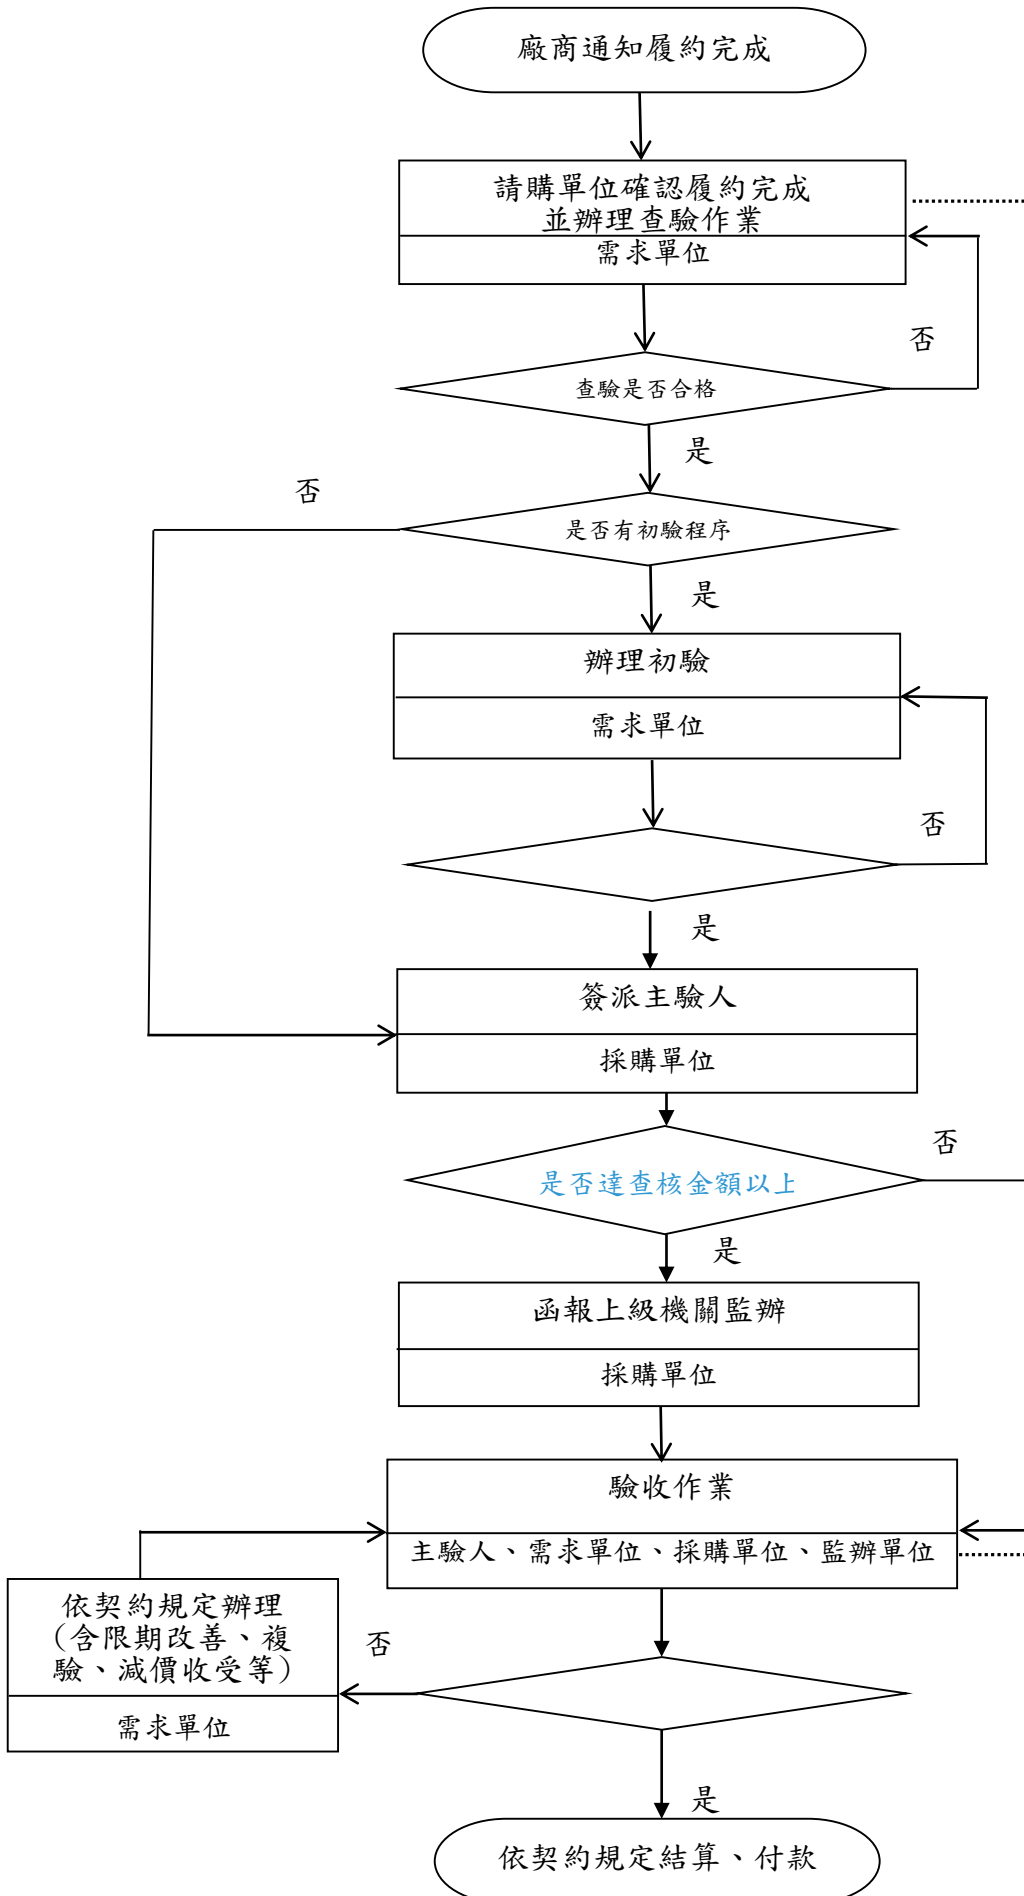 廠商通知履約完成
請購單位確認履約完成
並辦理查驗作業
需求單位
否
查驗是否合格
是
否
是否有初驗程序
是
辦理初驗
需求單位
否
是
簽派主驗人
採購單位
否
是否達查核金額以上
是
函報上級機關監辦
採購單位
驗收作業
主驗人、需求單位、採購單位、監辦單位
依契約規定辦理
（含限期改善、複
驗、減價收受等）
需求單位
否
是
依契約規定結算、付款